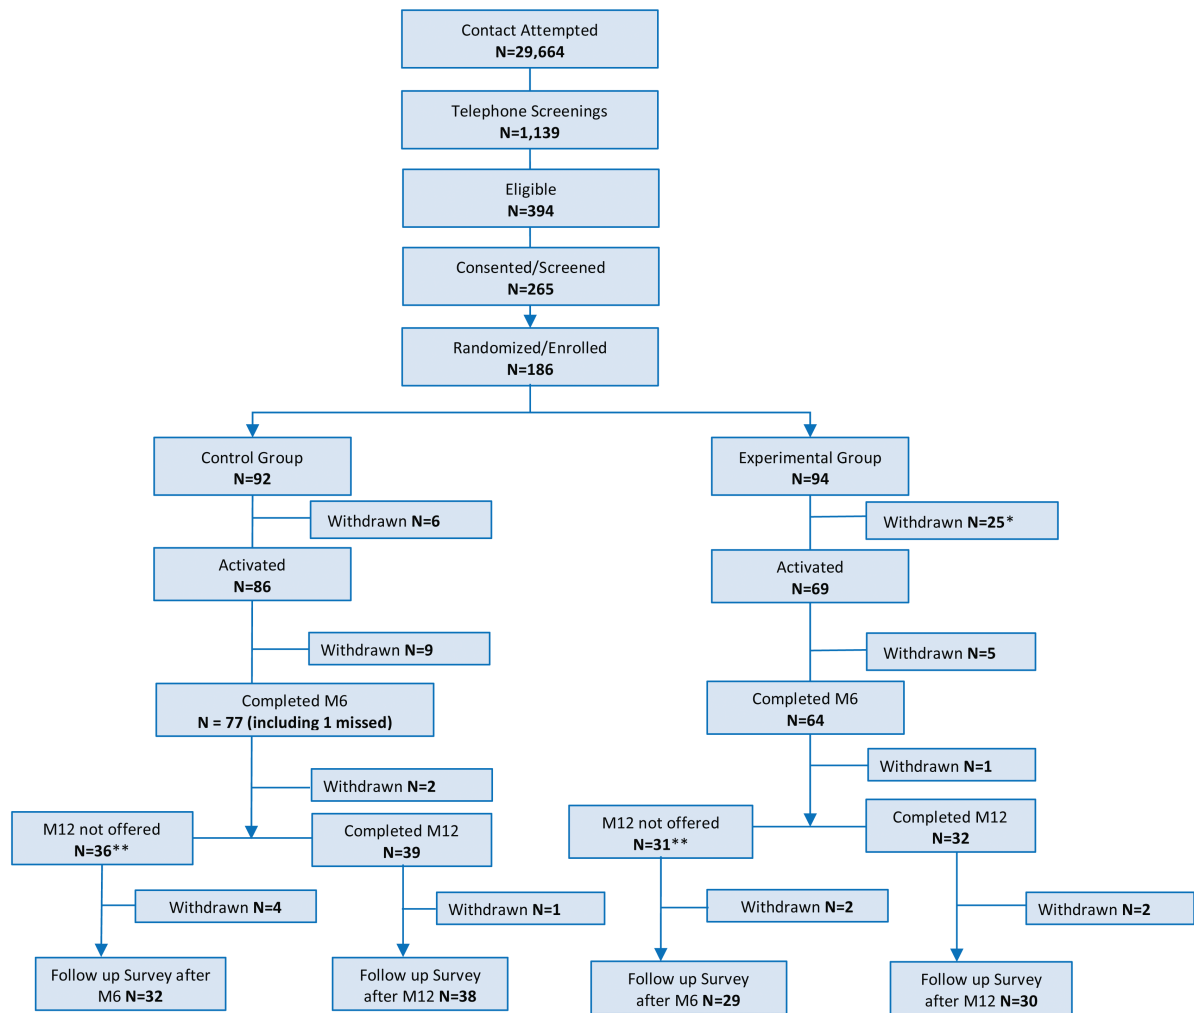 Contact Attempted
N=29,664
Telephone Screenings
N=1,139
Eligible
N=394
Consented/Screened
N=265
Randomized/Enrolled
N=186
Control Group
N=92
Experimental Group
N=94
Withdrawn N=6
Withdrawn N=25*
Activated
N=86
Activated
N=69
Withdrawn N=9
Withdrawn N=5
Completed M6
N = 77 (including 1 missed)
Completed M6
N=64
Withdrawn N=2
Withdrawn N=1
M12 not offered
N=36**
Completed M12
N=39
M12 not offered
N=31**
Completed M12
N=32
Withdrawn N=4
Withdrawn N=1
Withdrawn N=2
Withdrawn N=2
Follow up Survey after
M6 N=32
Follow up Survey
after M12 N=38
Follow up Survey
after M6 N=29
Follow up Survey
after M12 N=30